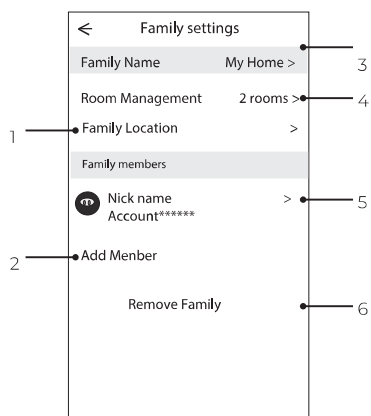 Family settings
Family Name My Home >
3
Room Management 2 rooms >
4
1
Family Location >
Family members
Nick name >
5
Account******
2
Add Menber
Remove Family
6